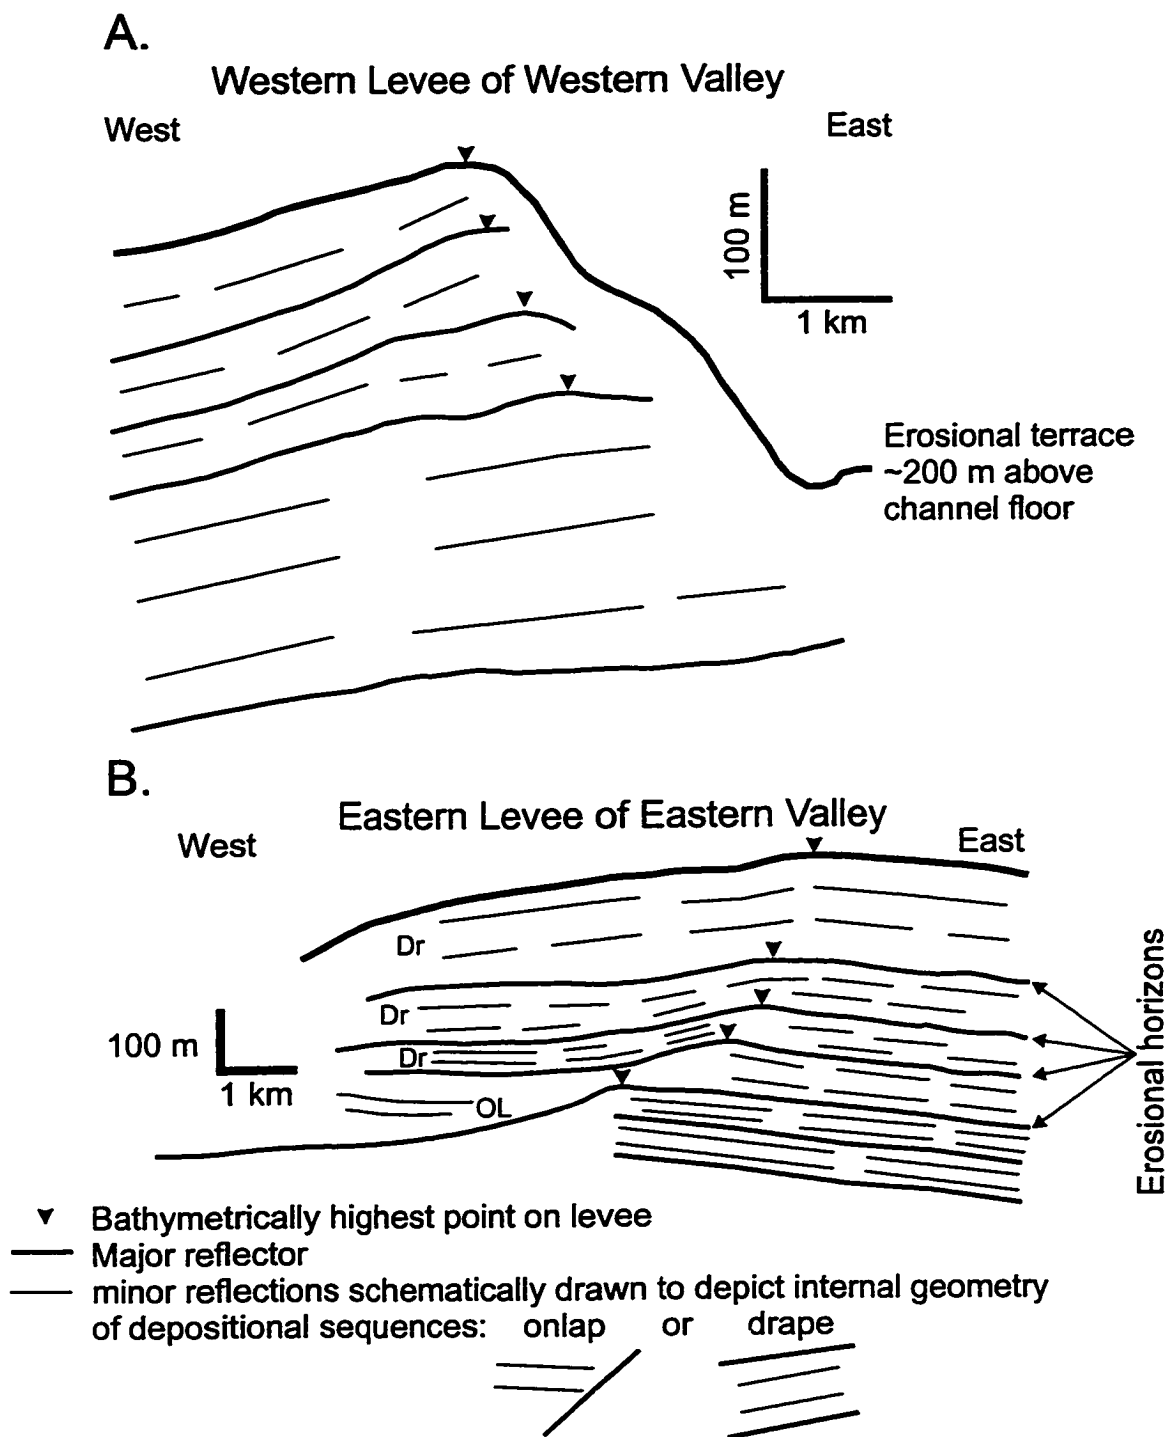 A.
Western Levee of Western Valley
West
East
100 m
1 km
Erosional terrace
~200 m above
channel floor
B.
Eastern Levee of Eastern Valley
West
East
Dr
Dr
Dr
100 m
1 km
OL
Erosional horizons
Bathymetrically highest point on levee
Major reflector
minor reflections schematically drawn to depict internal geometry
of depositional sequences: onlap or drape